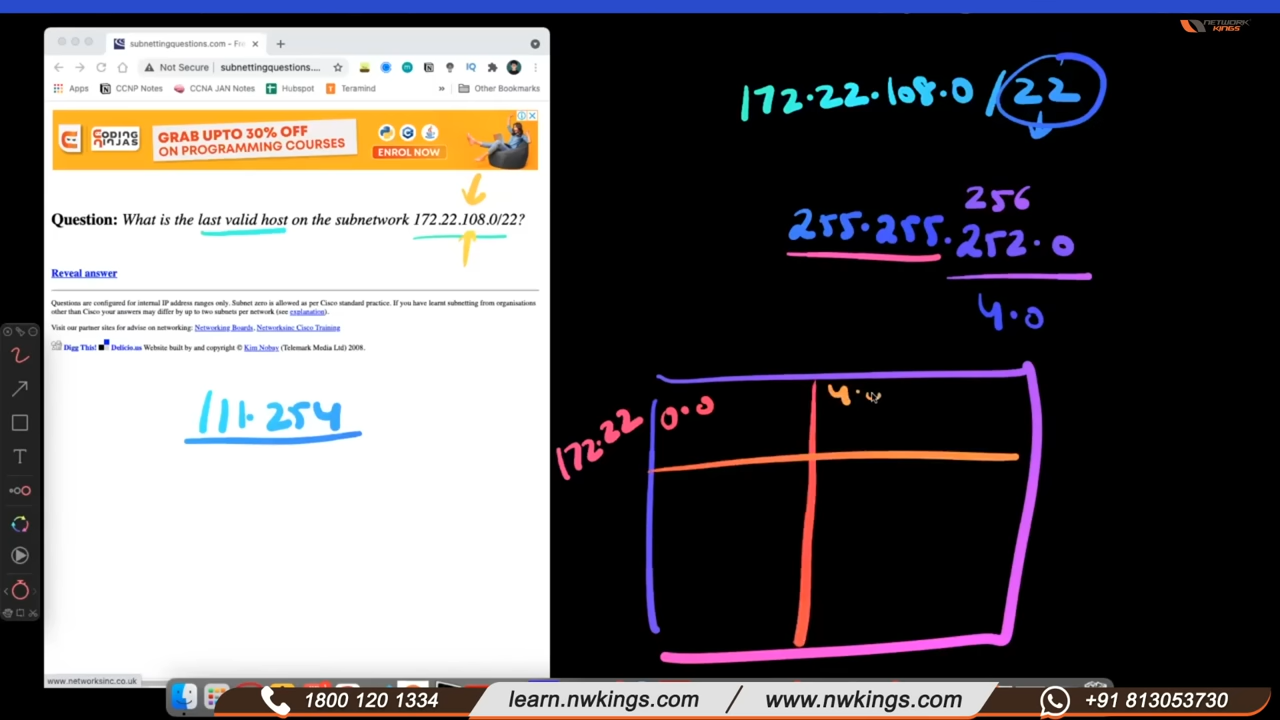 NETWORK
KINGS
subnettingquestions.com - Fre
Not Secure
subnettingquestions....
Apps
CCNP Notes
CCNA JAN Notes
Hubspot
Teramind
»
Other Bookmarks
CODING
NINJAS
GRAB UPTO 30% OFF
ON PROGRAMMING COURSES
ENROL NOW
Question: What is the last valid host on the subnetwork 172.22.108.0/22?
Reveal answer
Questions are configured for internal IP address ranges only. Subnet zero is allowed as per Cisco standard practice. If you have learnt subnetting from organisations
other than Cisco your answers may differ by up to two subnets per network (see explanation).
Visit our partner sites for advise on networking: Networking Boards, Networksinc Cisco Training
Digg This! Delicio.us Website built by and copyright © Kim Nobay (Telemark Media Ltd) 2008.
111.254
172.22.108.0/22
256
255.255.252.0
4.0
172.22
0.0
4.
www.networksinc.co.uk
1800 120 1334
learn.nwkings.com
/
www.nwkings.com
+91 813053730